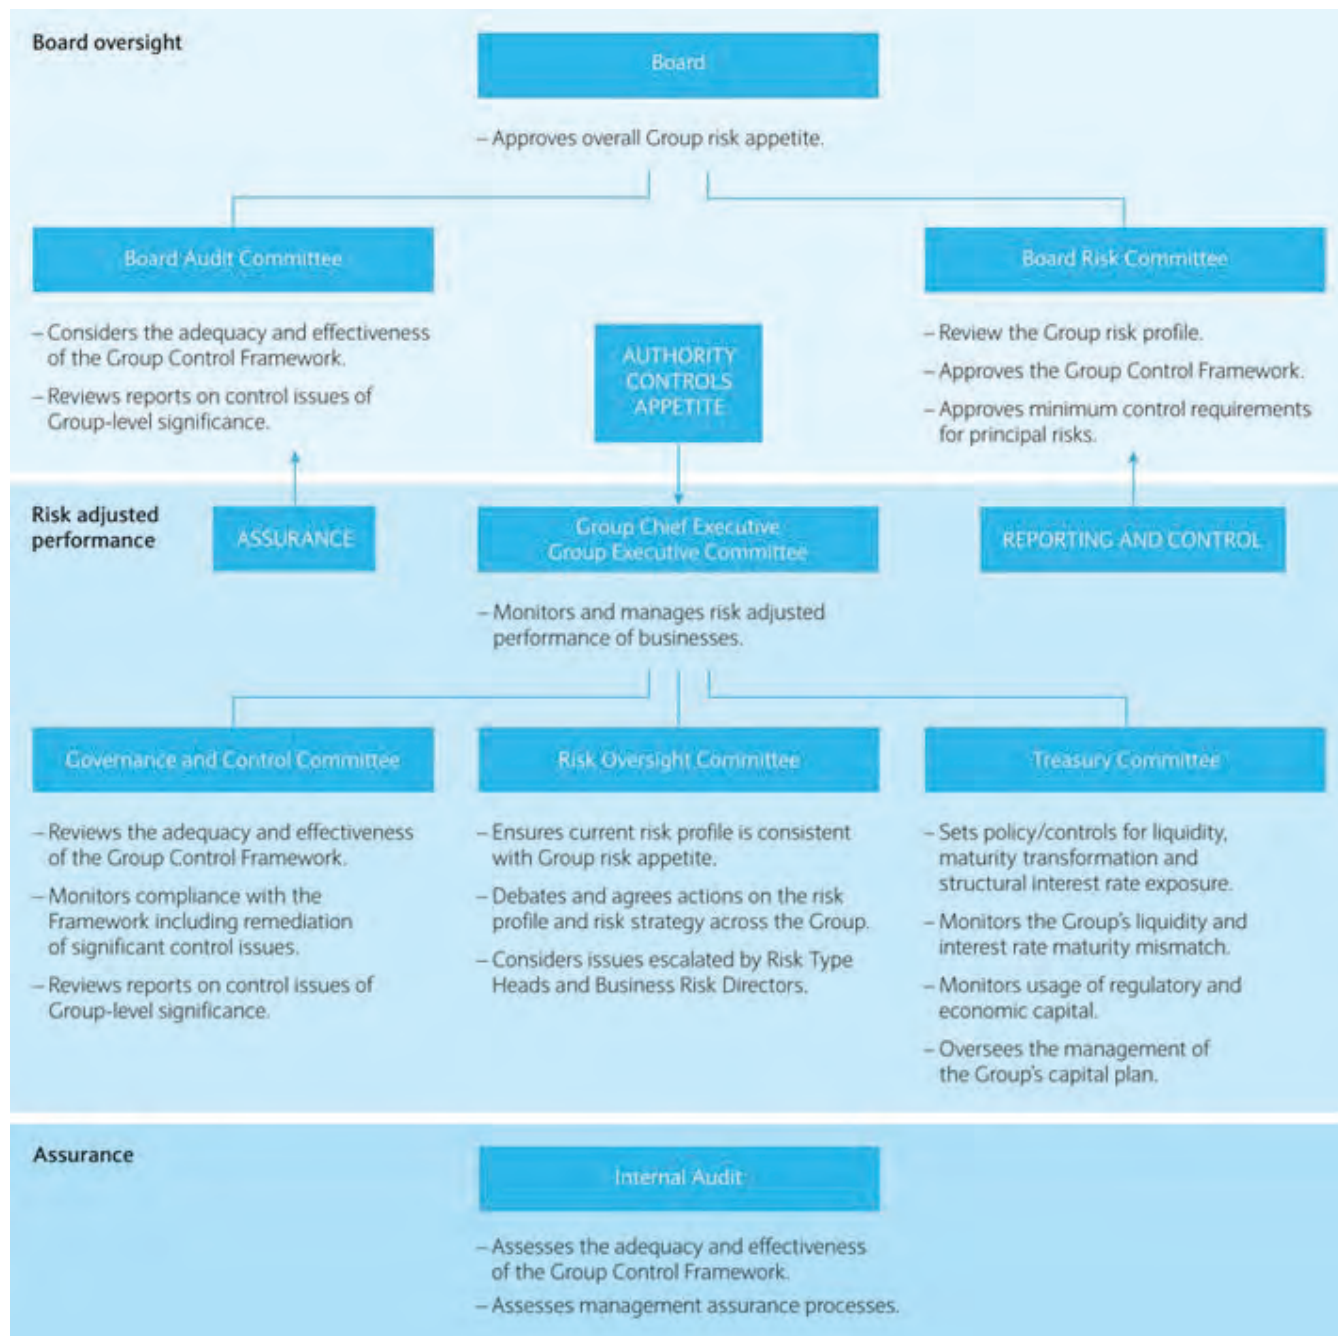 Board oversight
Board
– Approves overall Group risk appetite.
Board Audit Committee
– Considers the adequacy and effectiveness
of the Group Control Framework.
– Reviews reports on control issues of
Group-level significance.
AUTHORITY
CONTROLS
APPETITE
Board Risk Committee
– Review the Group risk profile.
– Approves the Group Control Framework.
– Approves minimum control requirements
for principal risks.
Risk adjusted
performance
ASSURANCE
Group Chief Executive
Group Executive Committee
– Monitors and manages risk adjusted
performance of businesses.
REPORTING AND CONTROL
Governance and Control Committee
– Reviews the adequacy and effectiveness
of the Group Control Framework.
– Monitors compliance with the
Framework including remediation
of significant control issues.
– Reviews reports on control issues of
Group-level significance.
Risk Oversight Committee
– Ensures current risk profile is consistent
with Group risk appetite.
– Debates and agrees actions on the risk
profile and risk strategy across the Group.
– Considers issues escalated by Risk Type
Heads and Business Risk Directors.
Treasury Committee
– Sets policy/controls for liquidity,
maturity transformation and
structural interest rate exposure.
– Monitors the Group's liquidity and
interest rate maturity mismatch.
– Monitors usage of regulatory and
economic capital.
– Oversees the management of
the Group's capital plan.
Assurance
Internal Audit
– Assesses the adequacy and effectiveness
of the Group Control Framework.
– Assesses management assurance processes.